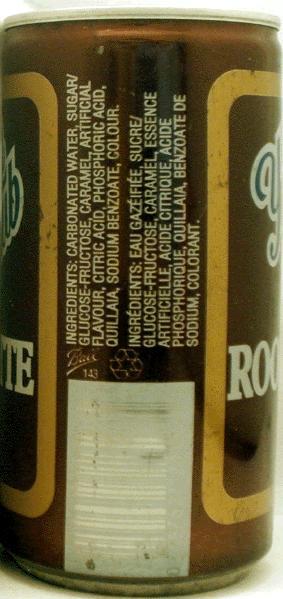 INGREDIENTS: CARBONATED WATER, SUGAR/
GLUCOSE-FRUCTOSE, CARAMEL, ARTIFICIAL
FLAVOUR, CITRIC ACID, PHOSPHORIC ACID,
QUILLAIA, SODIUM BENZOATE, COLOUR.
INGRÉDIENTS: EAU GAZÉIFIÉE, SUCRE/
GLUCOSE-FRUCTOSE, CARAMEL, ESSENCE
ARTIFICIELLE, ACIDE CITRIQUE, ACIDE
PHOSPHORIQUE, QUILLAIA, BENZOATE DE
SODIUM, COLORANT.
Ball
143
TE
ROO